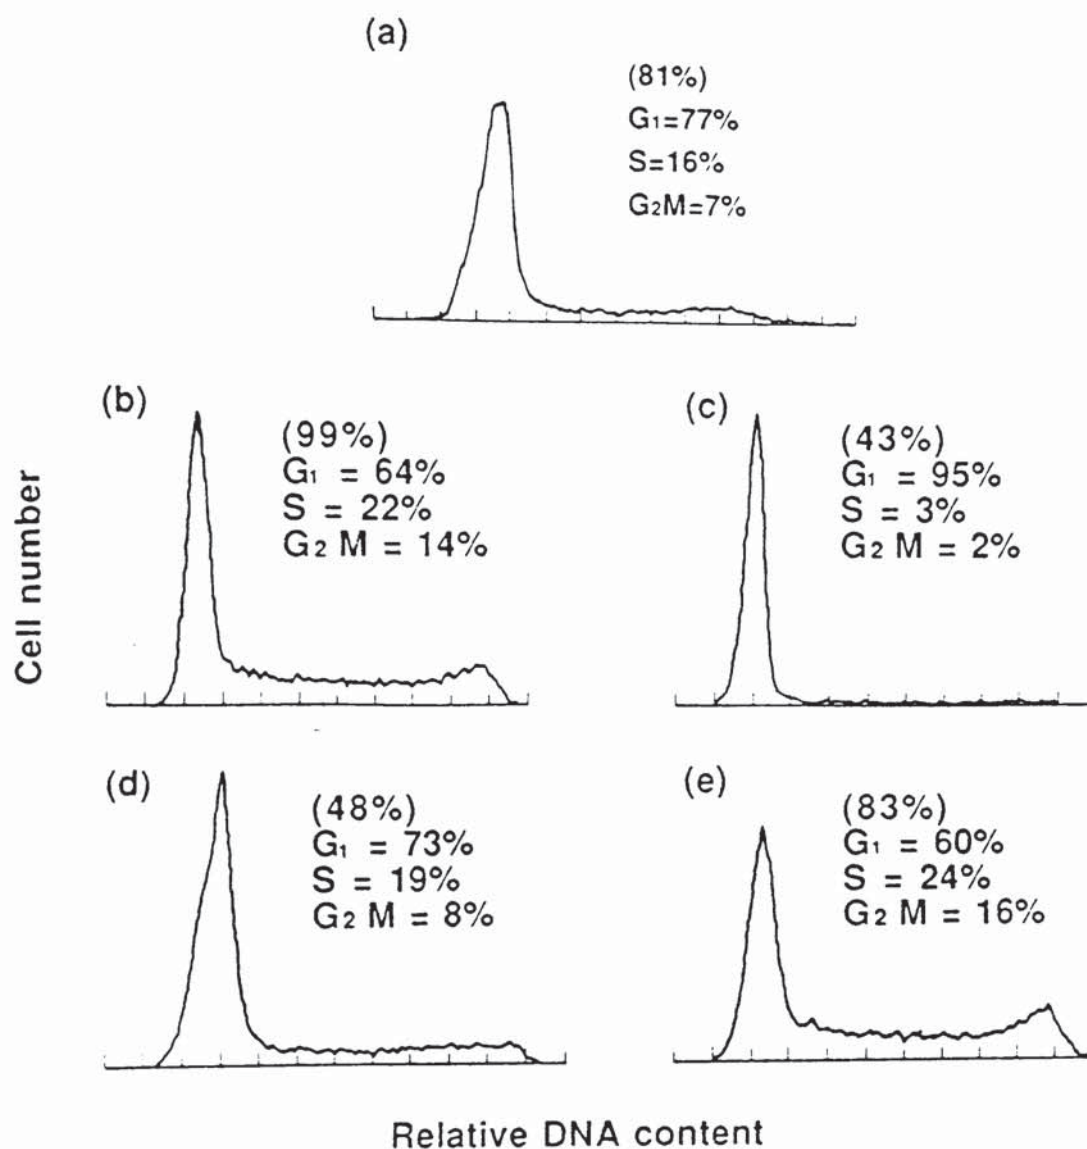 (a)
(81%)
G₁=77%
S=16%
G₂M=7%
(b)
(99%)
G₁ = 64%
S = 22%
G₂ M = 14%
(c)
(43%)
G₁ = 95%
S = 3%
G₂ M = 2%
Cell number
(d)
(48%)
G₁ = 73%
S = 19%
G₂ M = 8%
(e)
(83%)
G₁ = 60%
S = 24%
G₂ M = 16%
Relative DNA content